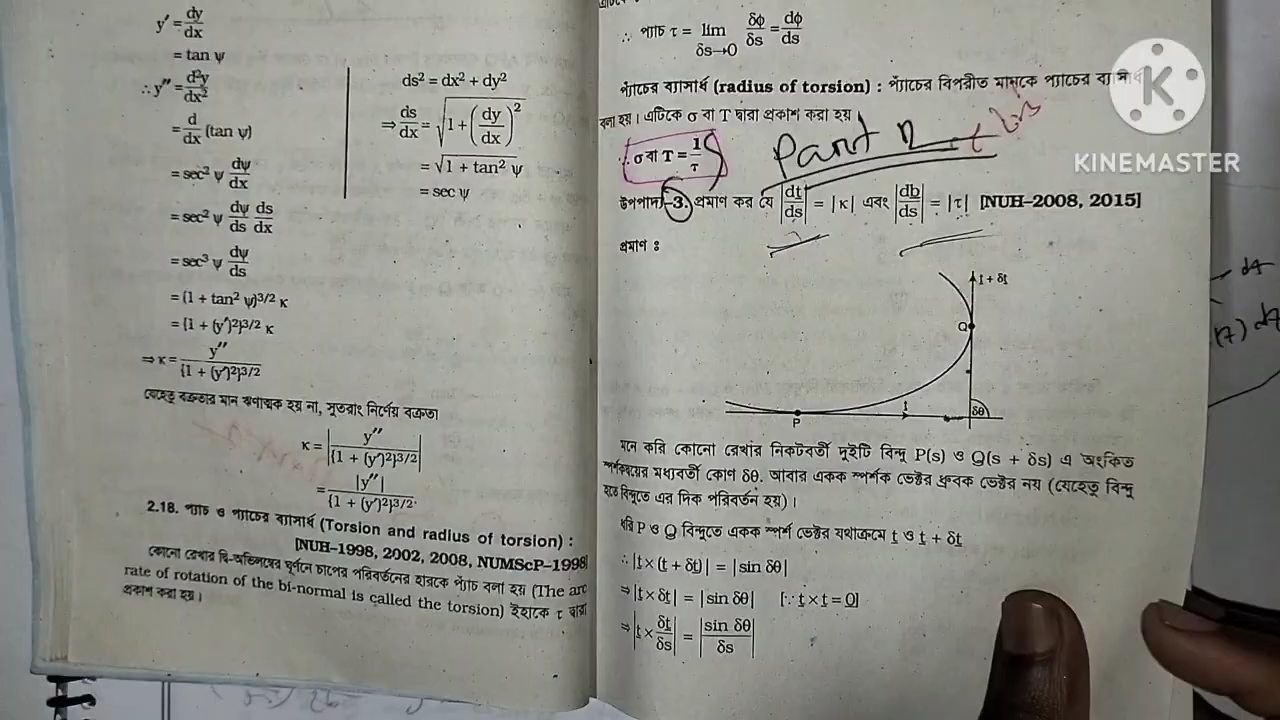 y′ = dy/dx
= tan ψ
∴ y″ = d²y/dx²
= d/dx (tan ψ)
= sec² ψ dψ/dx
= sec² ψ dψ/ds ds/dx
= sec³ ψ dψ/ds
= (1 + tan² ψ)^3/2 κ
= {1 + (y′)²}^3/2 κ
⇒ κ = y″/{1 + (y′)²}^3/2
ds² = dx² + dy²
⇒ ds/dx = √(1 + (dy/dx)²)
= √(1 + tan² ψ)
= sec ψ
যেহেতু বক্রতার মান ঋণাত্মক হয় না, সুতরাং নির্ণেয় বক্রতা
κ = |y″/{1 + (y′)²}^3/2|
= |y″|/{1 + (y′)²}^3/2.
2.18. প্যাচ ও প্যাচের ব্যাসার্ধ (Torsion and radius of torsion) :
[NUH-1998, 2002, 2008, NUMScP-1998]
কোনো রেখার দ্বি-অভিলম্বের ঘূর্ণনে চাপের পরিবর্তনের হারকে প্যাঁচ বলা হয় (The arc
rate of rotation of the bi-normal is called the torsion) ইহাকে τ দ্বারা
প্রকাশ করা হয়।
∴ প্যাচ τ = lim δs→0 δϕ/δs = dϕ/ds
প্যাঁচের ব্যাসার্ধ (radius of torsion) : প্যাঁচের বিপরীত মানকে প্যাচের ব্যাসার্ধ
বলা হয়। এটিকে σ বা T দ্বারা প্রকাশ করা হয়
∴ σ বা T = 1/τ
Part
KINEMASTER
উপপাদ্য-3. প্রমাণ কর যে |dt/ds| = |κ| এবং |db/ds| = |τ| [NUH-2008, 2015]
প্রমাণ :
t + δt
Q
t
δθ
P
মনে করি কোনো রেখার নিকটবর্তী দুইটি বিন্দু P(s) ও Q(s + δs) এ অংকিত
স্পর্শকদ্বয়ের মধ্যবর্তী কোণ δθ. আবার একক স্পর্শক ভেক্টর ধ্রুবক ভেক্টর নয় (যেহেতু বিন্দু
হতে বিন্দুতে এর দিক পরিবর্তন হয়)।
ধরি P ও Q বিন্দুতে একক স্পর্শ ভেক্টর যথাক্রমে t ও t + δt
∴ |t × (t + δt)| = |sin δθ|
⇒ |t × δt| = |sin δθ| [∵ t × t = 0]
⇒ |t × δt/δs| = |sin δθ/δs|